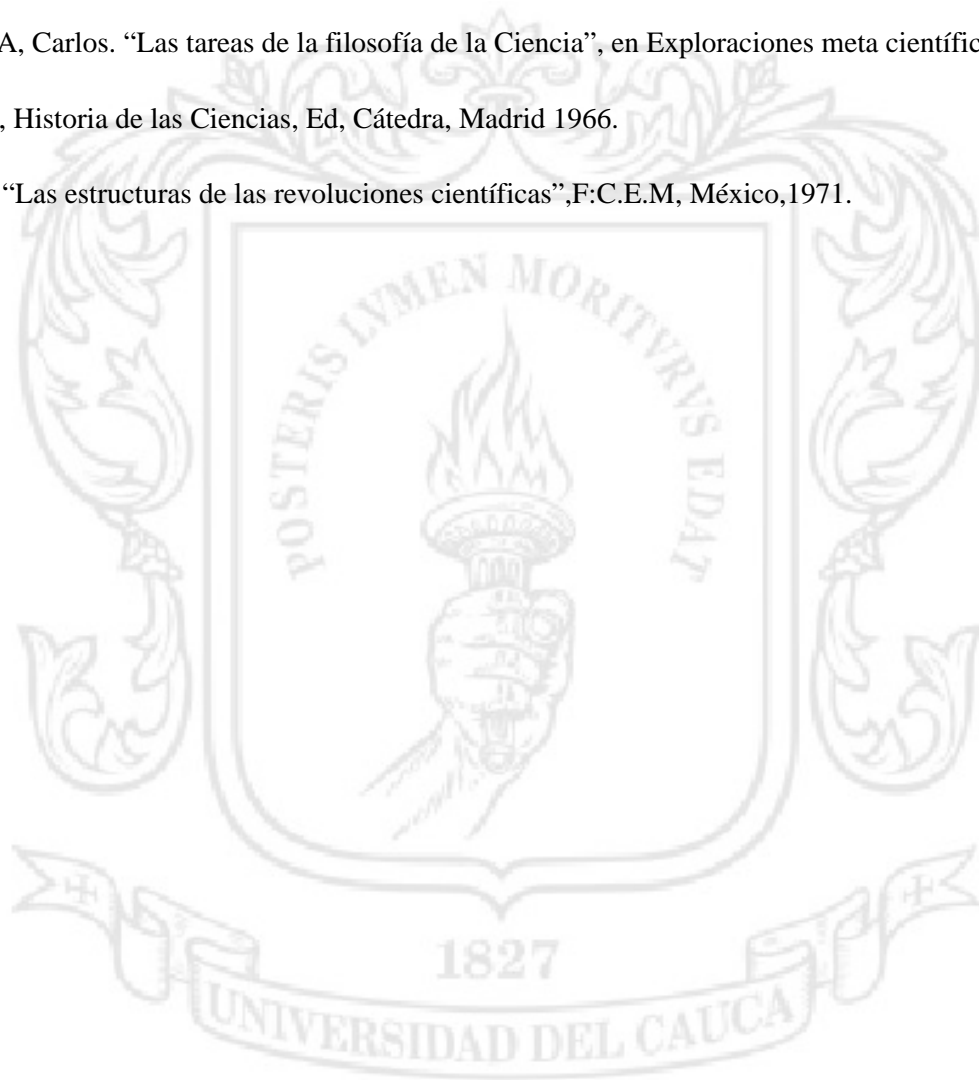 A, Carlos. “Las tareas de la filosofía de la Ciencia”, en Exploraciones meta científic
, Historia de las Ciencias, Ed, Cátedra, Madrid 1966.
“Las estructuras de las revoluciones científicas”,F:C.E.M, México,1971.
POSTERIS LVMEN MORITVRVS EDAT
1827
UNIVERSIDAD DEL CAUCA